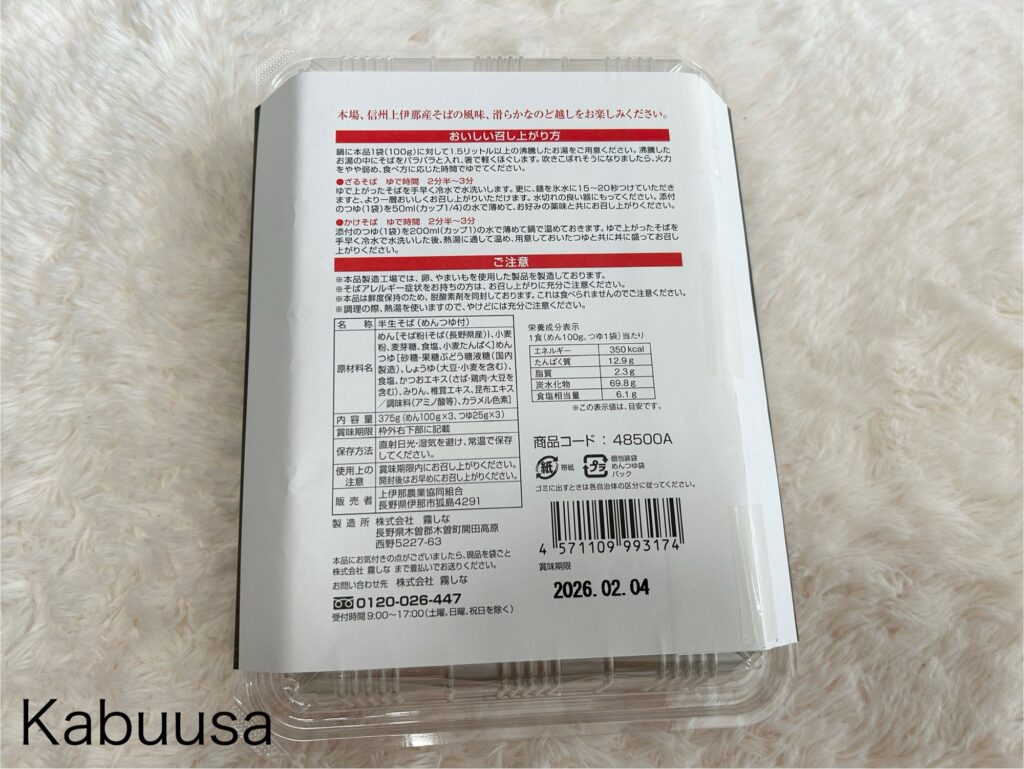 本場、信州上伊那産そばの風味、滑らかなのど越しをお楽しみください。
おいしい召し上がり方
鍋に本品1袋(100g)に対して1.5リットル以上の沸騰したお湯をご用意ください。沸騰した
お湯の中にそばをバラバラと入れ、箸で軽くほぐします。吹きこぼれそうになりましたら、火力
をやや弱め、食べ方に応じた時間でゆでてください。
●ざるそば ゆで時間 2分半〜3分
ゆで上がったそばを手早く冷水で水洗いします。更に、麺を氷水に15〜20秒つけていただき
ますと、より一層おいしくお召し上がりいただけます。水切れの良い器にもってください。添付
のつゆ(1袋)を50ml(カップ1/4)の水で薄めて、お好みの薬味と共にお召し上がりください。
●かけそば ゆで時間 2分半〜3分
添付のつゆ(1袋)を200ml(カップ1)の水で薄めて鍋で温めておきます。ゆで上がったそばを
手早く冷水で水洗いした後、熱湯に通して温め、用意しておいたつゆと共に丼に盛ってお召し
上がりください。
ご注意
※本品製造工場では、卵、やまいもを使用した製品を製造しております。
※そばアレルギー症状をお持ちの方は、お召し上がりに充分ご注意ください。
※本品は鮮度保持のため、脱酸素剤を同封しております。これは食べられませんのでご注意ください。
※調理の際、熱湯を使いますので、やけどには充分ご注意ください。
名称 半生そば(めんつゆ付)
原材料名 めん[そば粉(そば(長野県産))、小麦
粉、麦芽糖、食塩、小麦たんぱく]めん
つゆ[砂糖・果糖ぶどう糖液糖(国内
製造)、しょうゆ(大豆・小麦を含む)、
食塩、かつおエキス(さば・鶏肉・大豆を
含む)、みりん、椎茸エキス、昆布エキス
/調味料(アミノ酸等)、カラメル色素]
内容量 375g(めん100g×3、つゆ25g×3)
賞味期限 枠外右下部に記載
保存方法 直射日光・湿気を避け、常温で保存
してください。
使用上の注意 賞味期限内にお召し上がりください。
開封後はお早めにお召し上がりください。
販売者 上伊那農業協同組合
長野県伊那市狐島4291
製造所 株式会社 霧しな
長野県木曽郡木曽町開田高原
西野5227-63
本品にお気付きの点がございましたら、現品を袋ごと
株式会社 霧しな まで着払いでお送りください。
お問い合わせ先 株式会社 霧しな
0120-026-447
受付時間9:00〜17:00(土曜、日曜、祝日を除く)
栄養成分表示
1食(めん100g、つゆ1袋)当たり
エネルギー 350kcal
たんぱく質 12.9g
脂質 2.3g
炭水化物 69.8g
食塩相当量 6.1g
※この表示値は、目安です。
商品コード: 48500A
紙 帯紙
プラ 個包装袋
めんつゆ袋
パック
ゴミに出すときは各自治体の区分に従ってください。
4 571109 993174
賞味期限
2026.02.04
Kabuusa